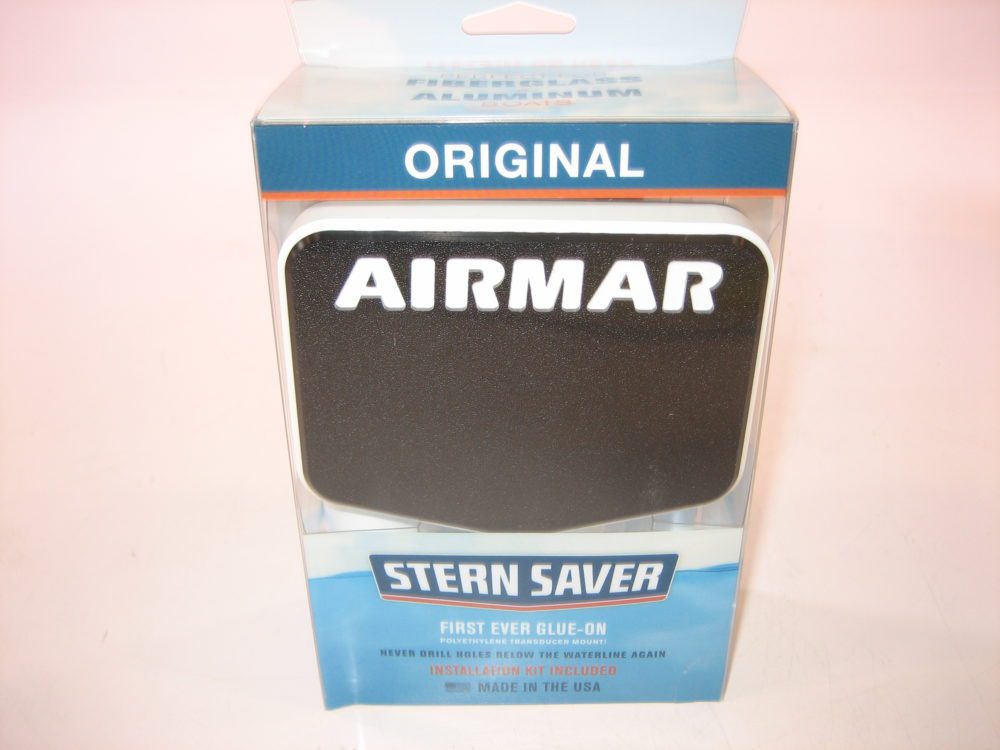 FIBERGLASS
ALUMINUM
BOATS
ORIGINAL
AIRMAR
STERN SAVER
FIRST EVER GLUE-ON
POLYETHYLENE TRANSDUCER MOUNT!
NEVER DRILL HOLES BELOW THE WATERLINE AGAIN
INSTALLATION KIT INCLUDED
MADE IN THE USA